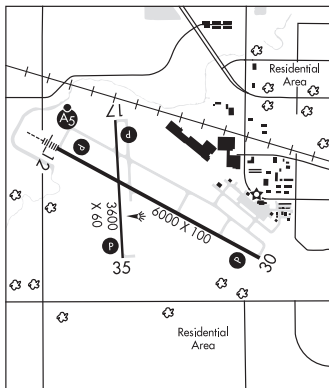 Residential
Area
A5
17
P
P
12
3600
X 60
6000 X 100
P
P
35
30
Residential
Area